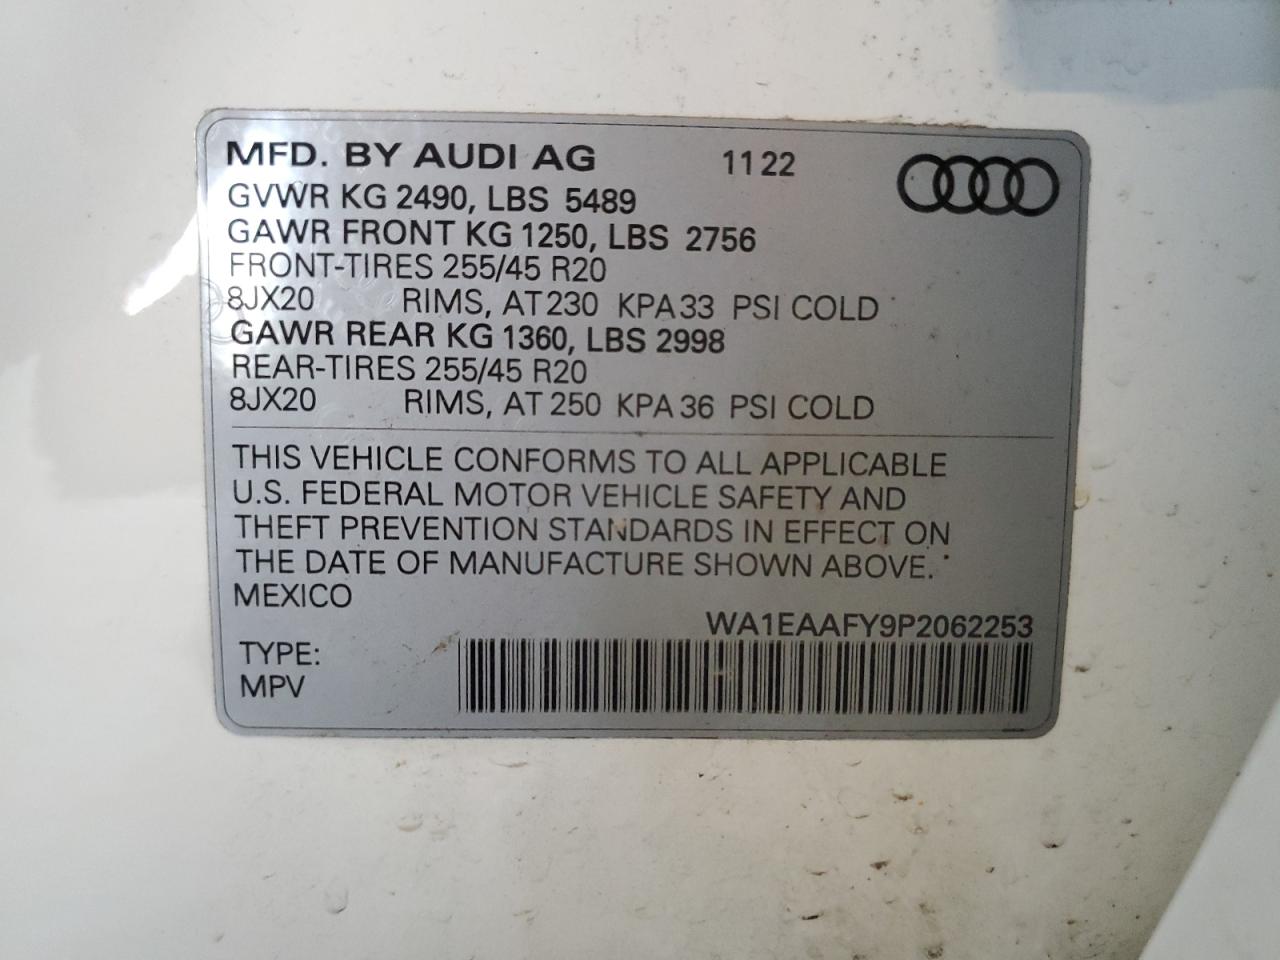 MFD. BY AUDI AG 11 22
GVWR KG 2490, LBS 5489
GAWR FRONT KG 1250, LBS 2756
FRONT-TIRES 255/45 R20
8JX20 RIMS, AT 230 KPA 33 PSI COLD
GAWR REAR KG 1360, LBS 2998
REAR-TIRES 255/45 R20
8JX20 RIMS, AT 250 KPA 36 PSI COLD
THIS VEHICLE CONFORMS TO ALL APPLICABLE
U.S. FEDERAL MOTOR VEHICLE SAFETY AND
THEFT PREVENTION STANDARDS IN EFFECT ON
THE DATE OF MANUFACTURE SHOWN ABOVE.
MEXICO
WA1EAAFY9P2062253
TYPE:
MPV